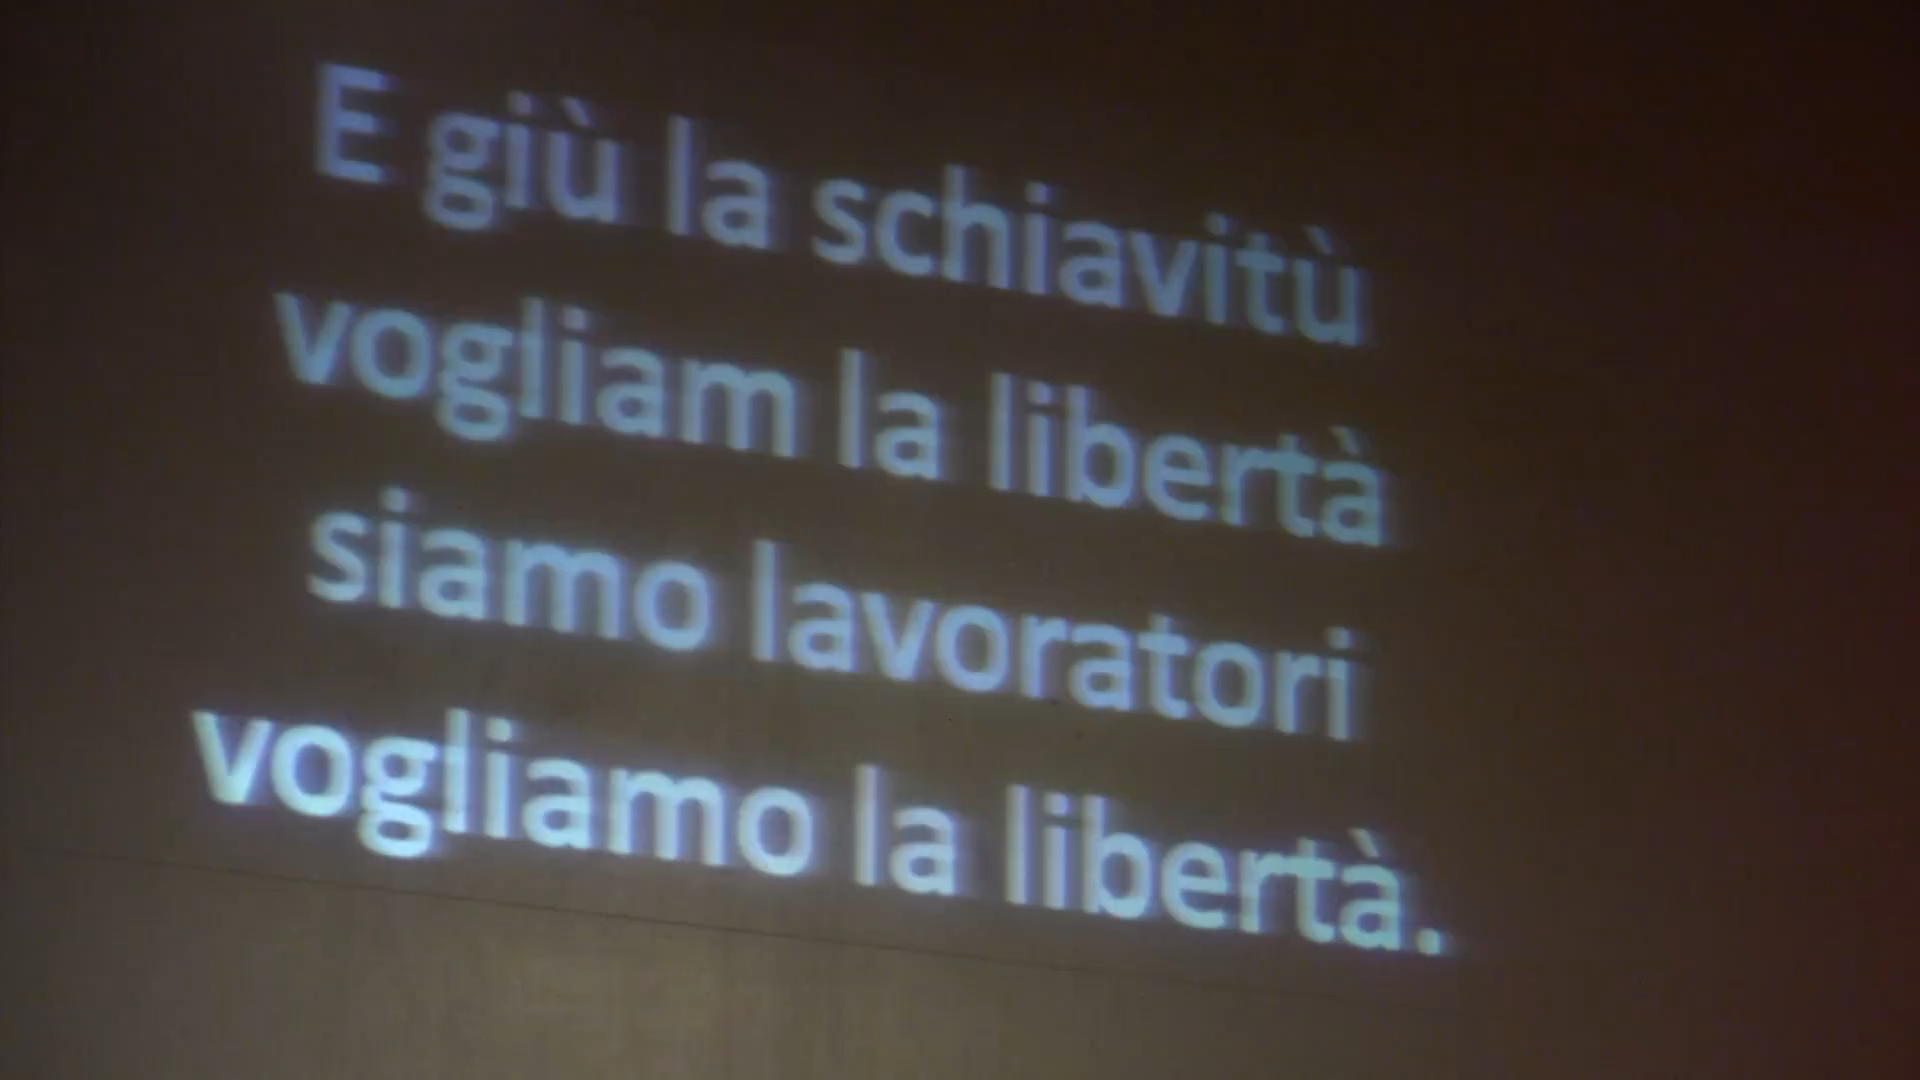 E giù la schiavitù
vogliam la libertà
siamo lavoratori
vogliamo la libertà.